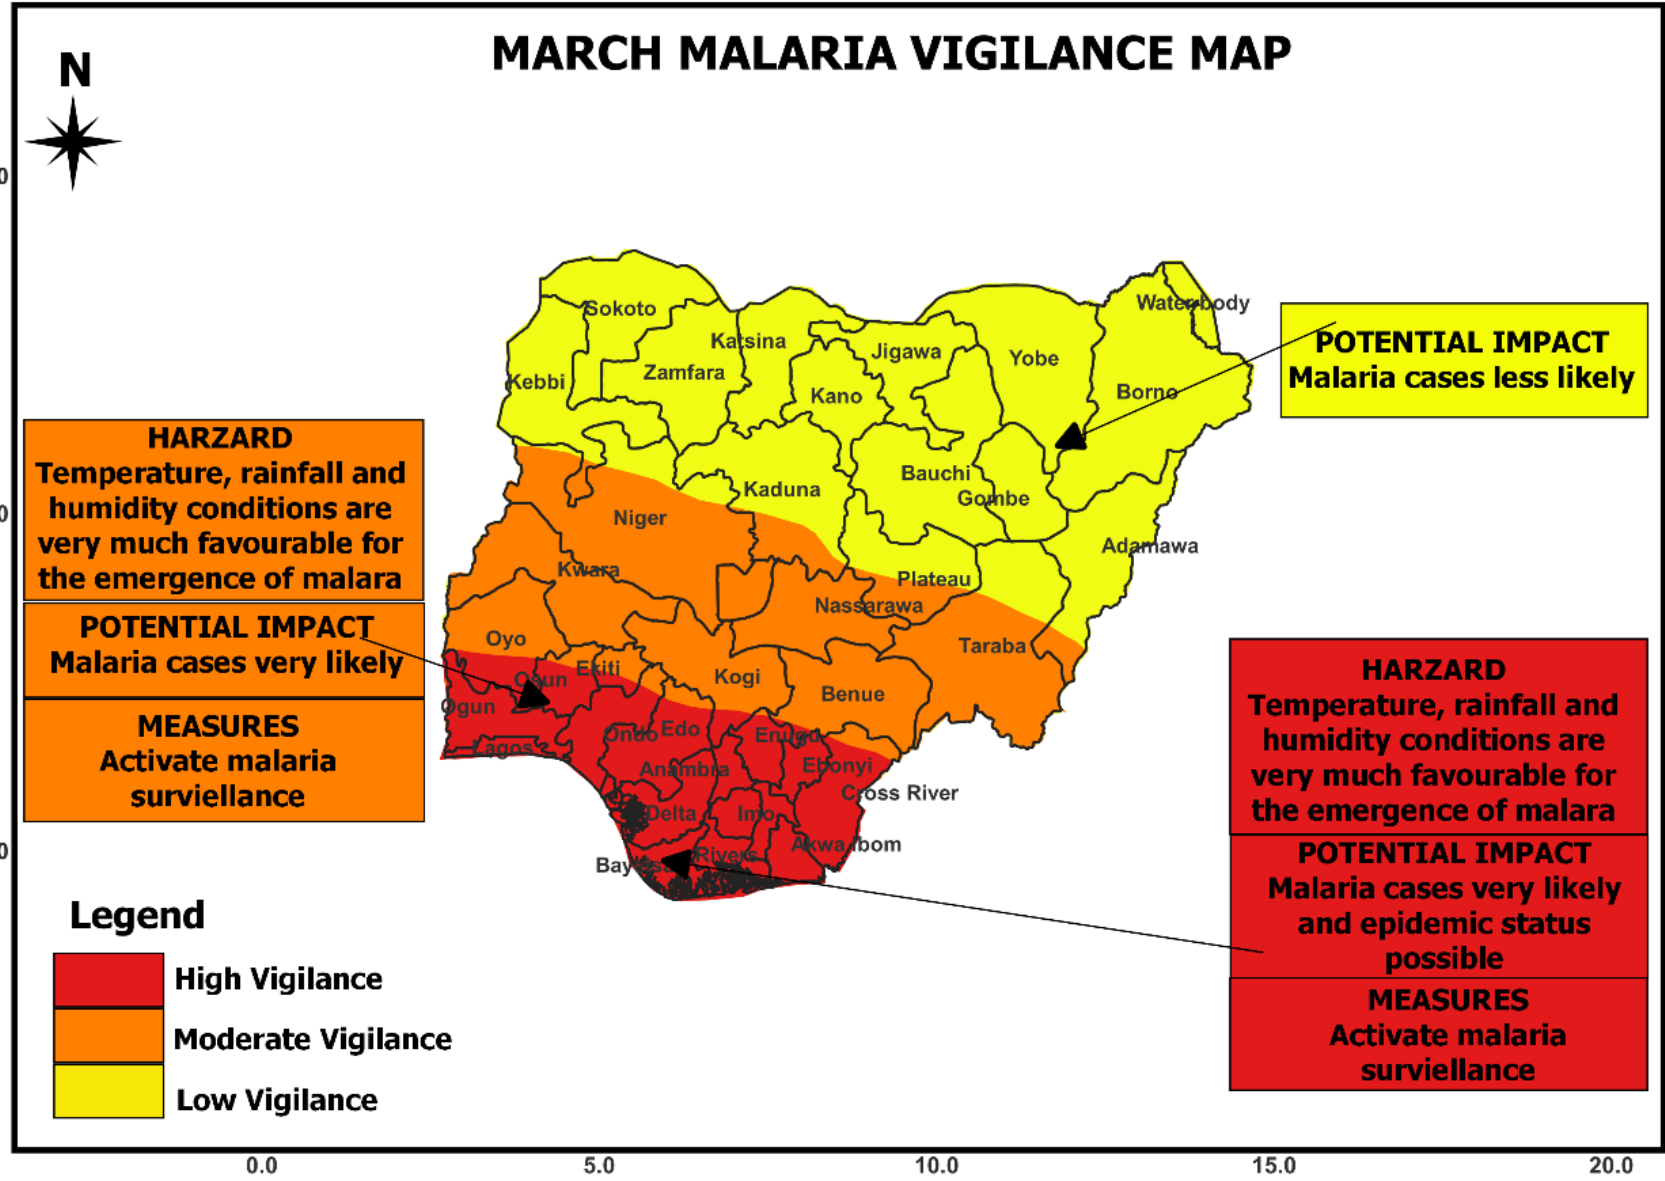 MARCH MALARIA VIGILANCE MAP
N
Sokoto
Katsina
Jigawa
Yobe
Waterbody
Kebbi
Zamfara
Kano
Borno
Kaduna
Bauchi
Gombe
Niger
Adamawa
Kwara
Plateau
Nassarawa
Oyo
Taraba
Ekiti
Osun
Kogi
Benue
Ogun
Ondo
Edo
Enugu
Lagos
Anambra
Ebonyi
Cross River
Delta
Imo
Akwa Ibom
Rivers
POTENTIAL IMPACT
Malaria cases less likely
HARZARD
Temperature, rainfall and
humidity conditions are
very much favourable for
the emergence of malara
POTENTIAL IMPACT
Malaria cases very likely
MEASURES
Activate malaria
surviellance
HARZARD
Temperature, rainfall and
humidity conditions are
very much favourable for
the emergence of malara
POTENTIAL IMPACT
Malaria cases very likely
and epidemic status
possible
MEASURES
Activate malaria
surviellance
Legend
High Vigilance
Moderate Vigilance
Low Vigilance
0
0
0
0.0
5.0
10.0
15.0
20.0